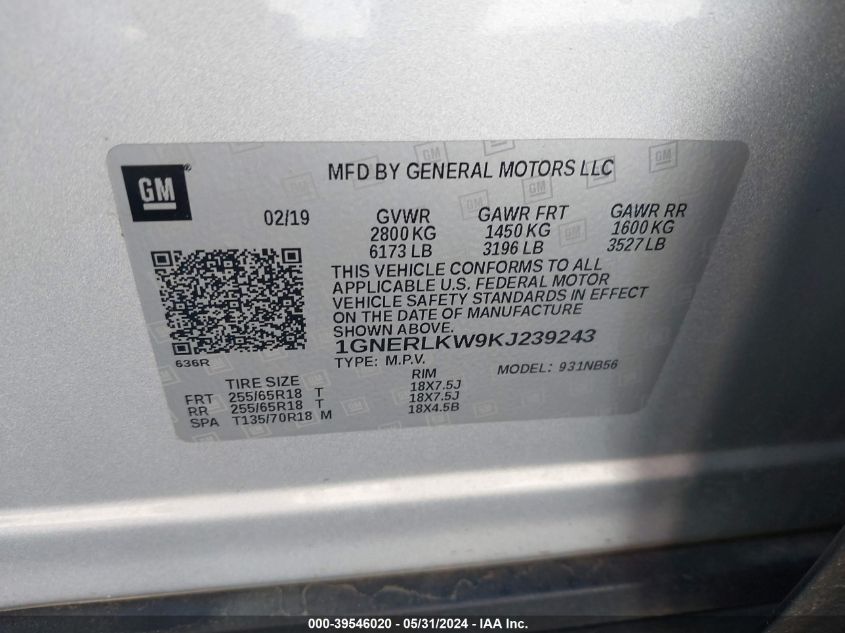 GM
MFD BY GENERAL MOTORS LLC
02/19 GVWR GAWR FRT GAWR RR
2800 KG 1450 KG 1600 KG
6173 LB 3196 LB 3527 LB
THIS VEHICLE CONFORMS TO ALL
APPLICABLE U.S. FEDERAL MOTOR
VEHICLE SAFETY STANDARDS IN EFFECT
ON THE DATE OF MANUFACTURE
SHOWN ABOVE.
1GNERLKW9KJ239243
636R
TYPE: M.P.V. MODEL: 931NB56
TIRE SIZE RIM
FRT 255/65R18 T 18X7.5J
RR 255/65R18 T 18X7.5J
SPA T135/70R18 M 18X4.5B
000-39546020 - 05/31/2024 - IAA Inc.